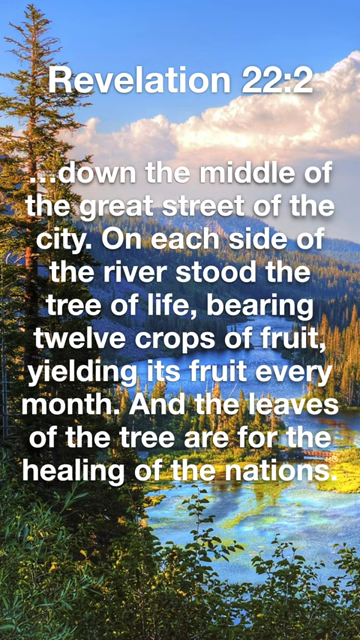 Revelation 22:2
...down the middle of
the great street of the
city. On each side of
the river stood the
tree of life, bearing
twelve crops of fruit,
yielding its fruit every
month. And the leaves
of the tree are for the
healing of the nations.